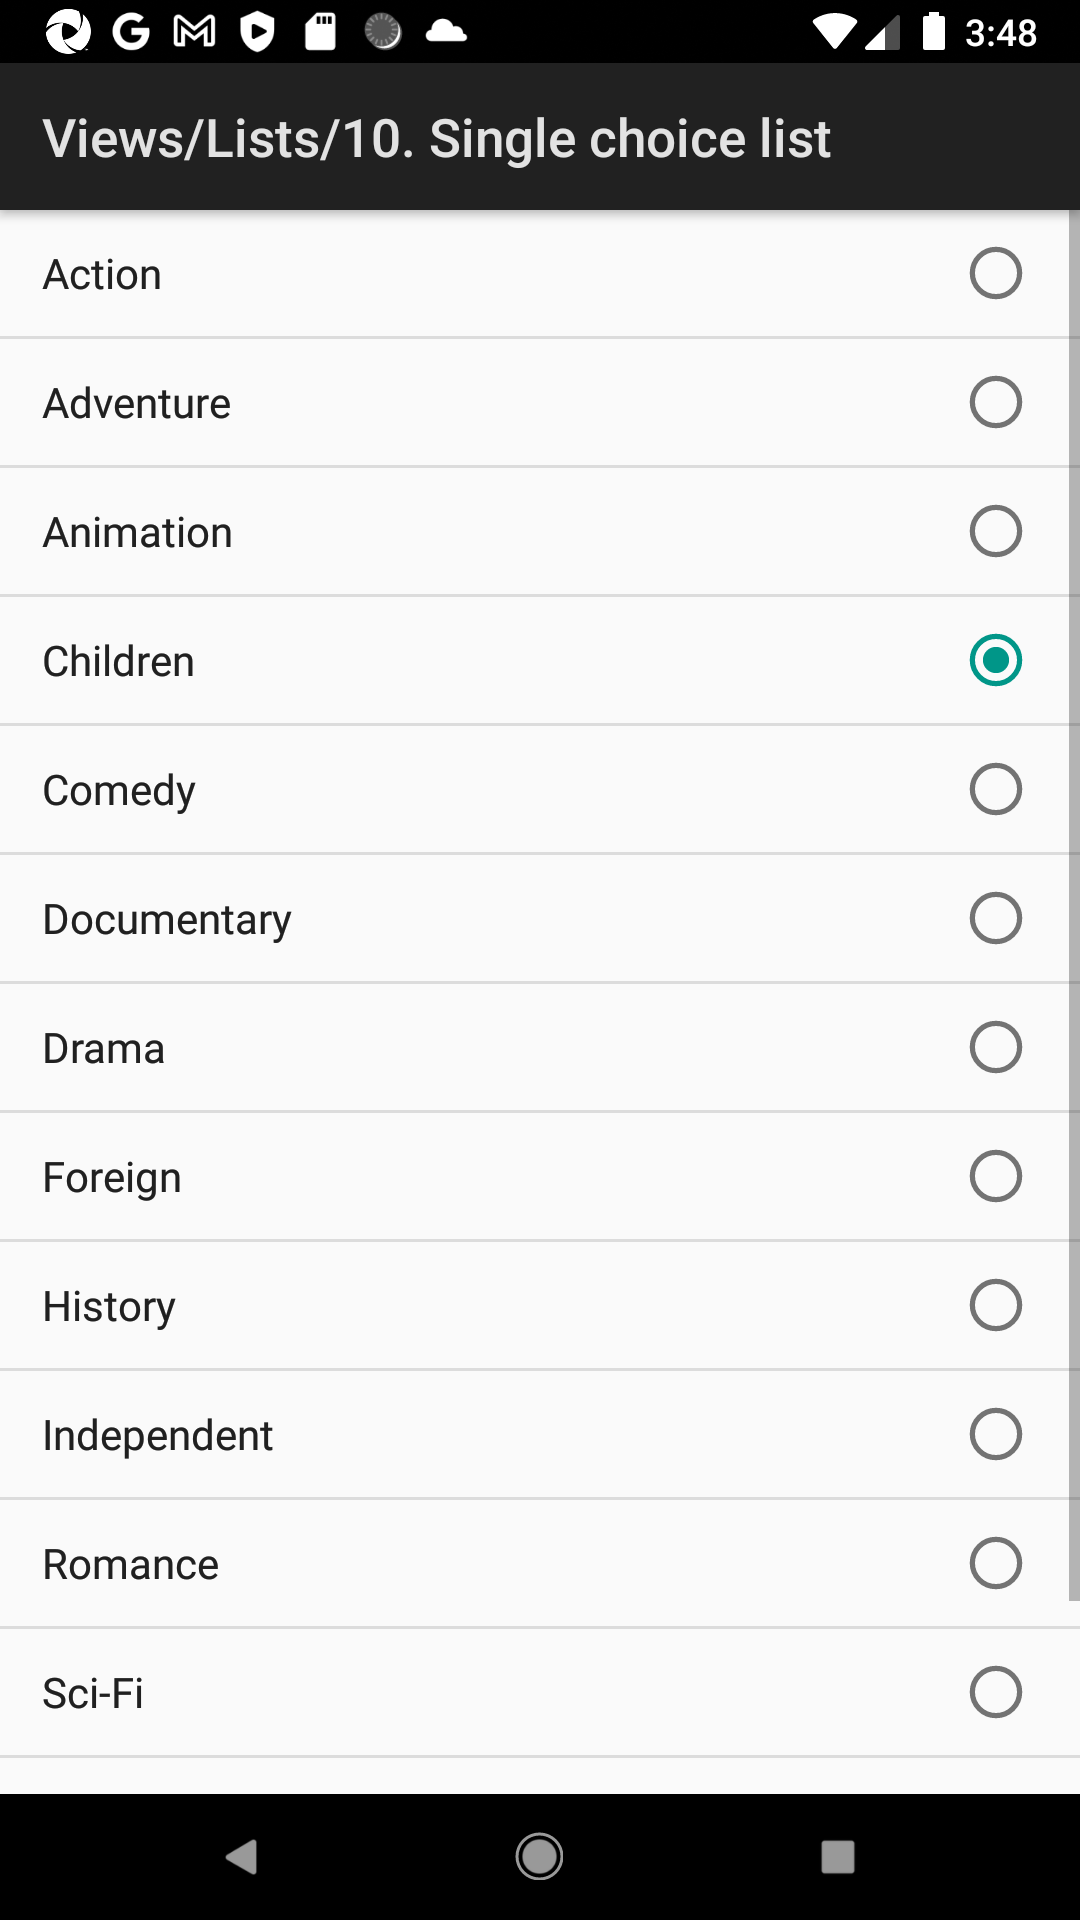 3:48
Views/Lists/10. Single choice list
Action
Adventure
Animation
Children
Comedy
Documentary
Drama
Foreign
History
Independent
Romance
Sci-Fi